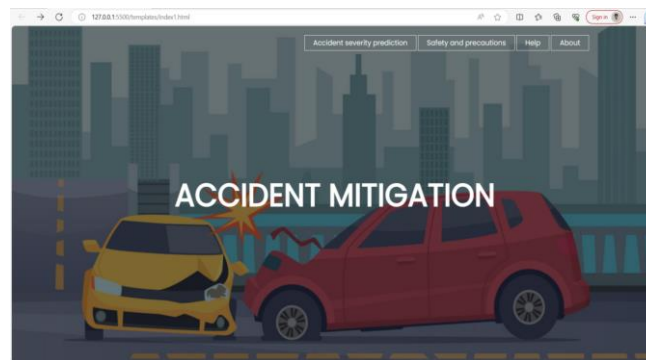 127.0.0.1:5500/templates/index1.html
Sign in
Accident severity prediction
Safety and precautions
Help
About
ACCIDENT MITIGATION